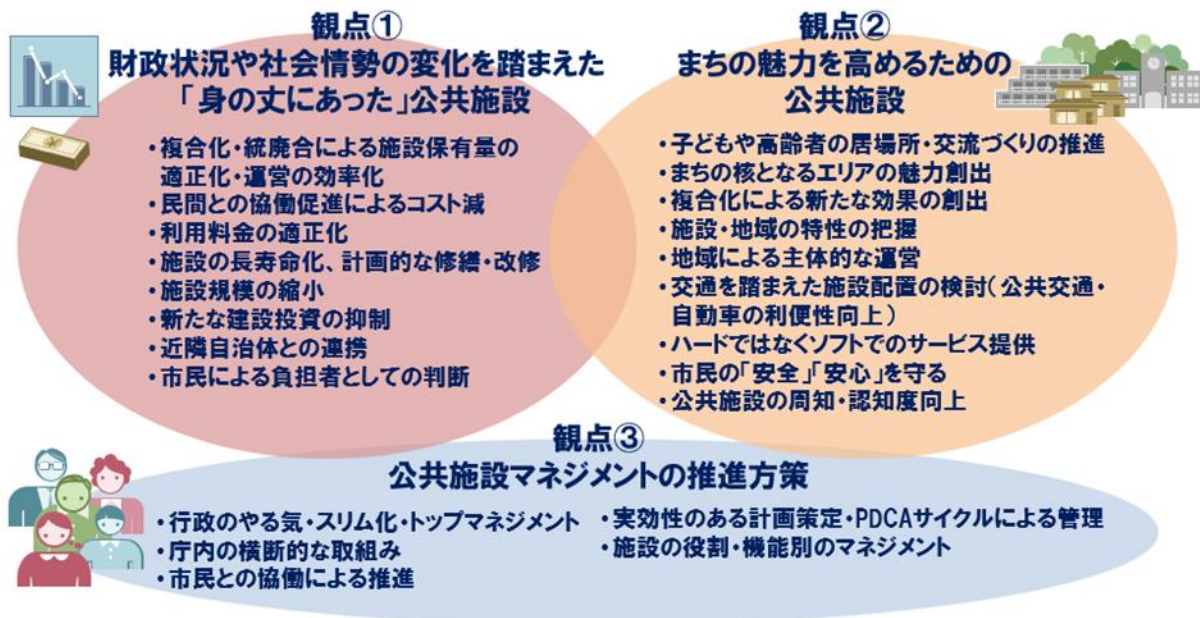 観点①
財政状況や社会情勢の変化を踏まえた
「身の丈にあった」公共施設
・複合化・統廃合による施設保有量の
適正化・運営の効率化
・民間との協働促進によるコスト減
・利用料金の適正化
・施設の長寿命化、計画的な修繕・改修
・施設規模の縮小
・新たな建設投資の抑制
・近隣自治体との連携
・市民による負担者としての判断
観点②
まちの魅力を高めるための
公共施設
・子どもや高齢者の居場所・交流づくりの推進
・まちの核となるエリアの魅力創出
・複合化による新たな効果の創出
・施設・地域の特性の把握
・地域による主体的な運営
・交通を踏まえた施設配置の検討(公共交通・
自動車の利便性向上)
・ハードではなくソフトでのサービス提供
・市民の「安全」「安心」を守る
・公共施設の周知・認知度向上
観点③
公共施設マネジメントの推進方策
・行政のやる気・スリム化・トップマネジメント
・庁内の横断的な取組み
・市民との協働による推進
・実効性のある計画策定・PDCAサイクルによる管理
・施設の役割・機能別のマネジメント